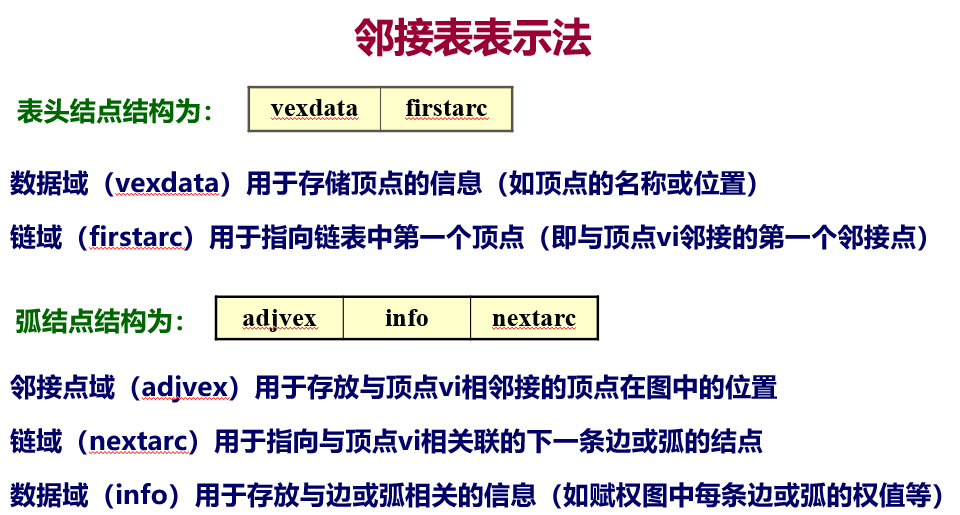 邻接表表示法
表头结点结构为： vexdata firstarc
数据域（vexdata）用于存储顶点的信息（如顶点的名称或位置）
链域（firstarc）用于指向链表中第一个顶点（即与顶点vi邻接的第一个邻接点）
弧结点结构为： adjvex info nextarc
邻接点域（adjvex）用于存放与顶点vi相邻接的顶点在图中的位置
链域（nextarc）用于指向与顶点vi相关联的下一条边或弧的结点
数据域（info）用于存放与边或弧相关的信息（如赋权图中每条边或弧的权值等）